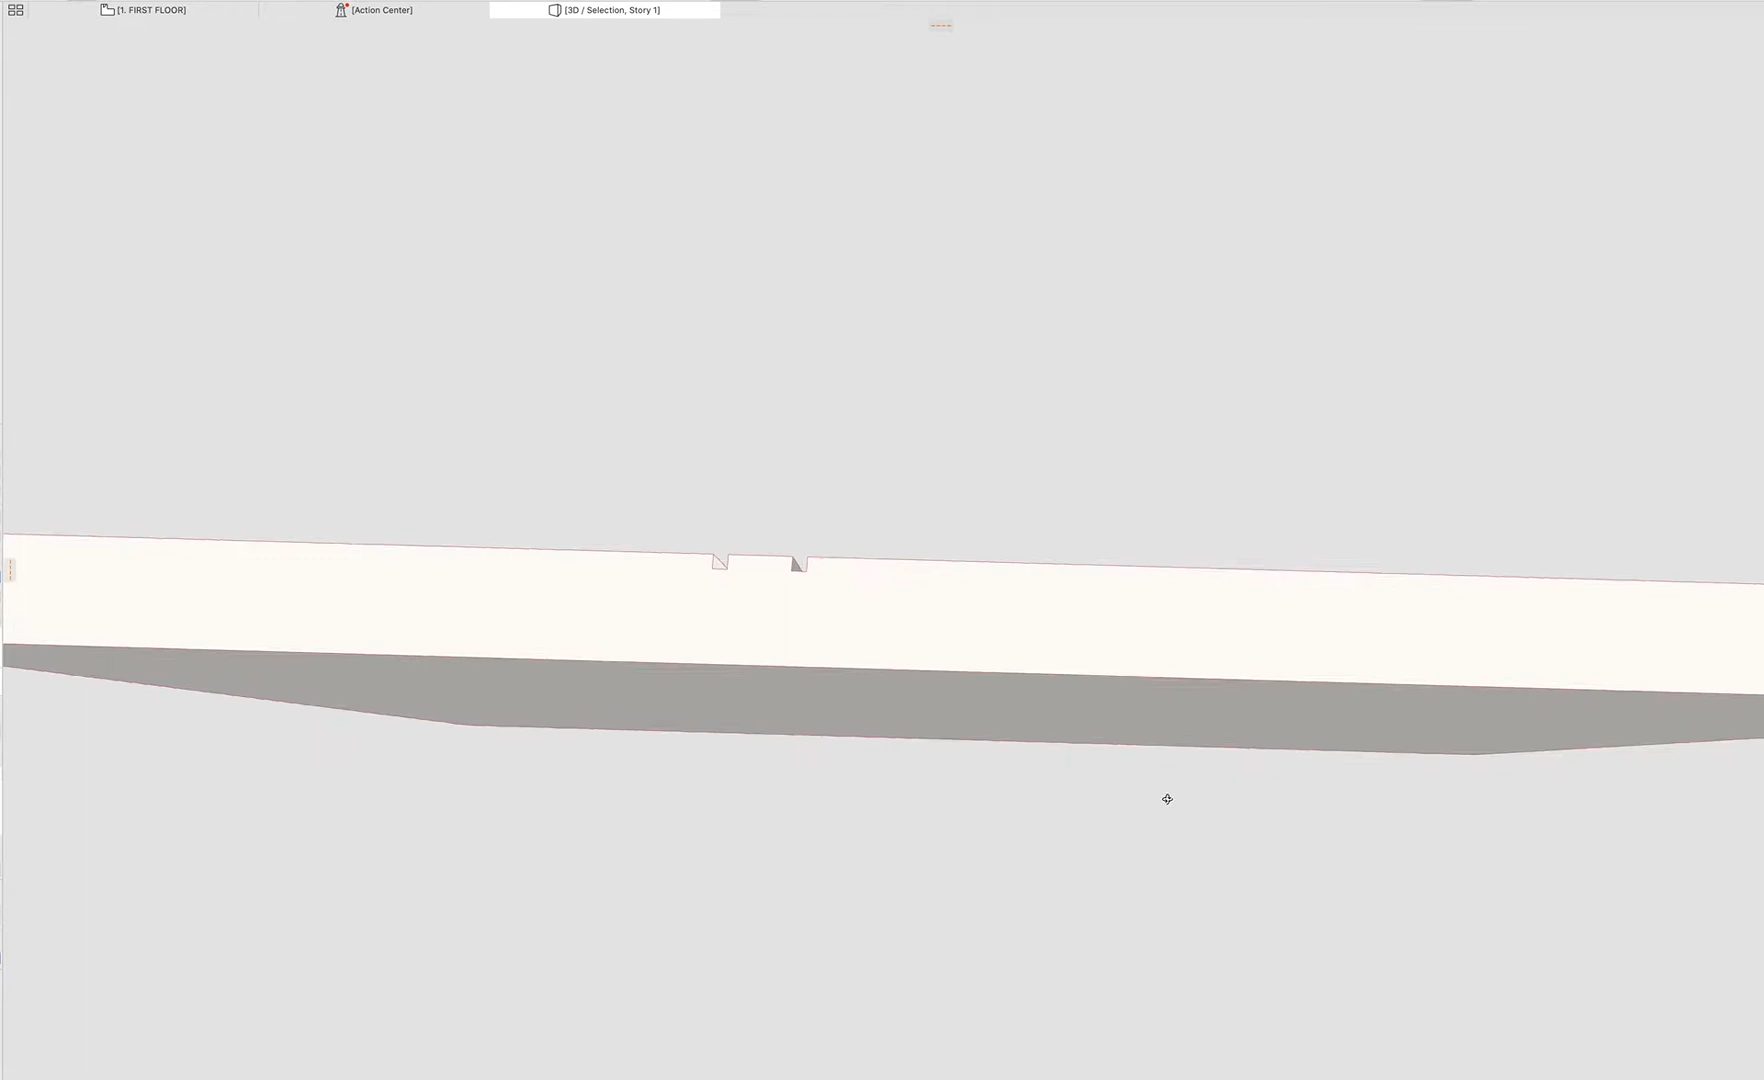 [1. FIRST FLOOR]
[Action Center]
[3D / Selection, Story 1]